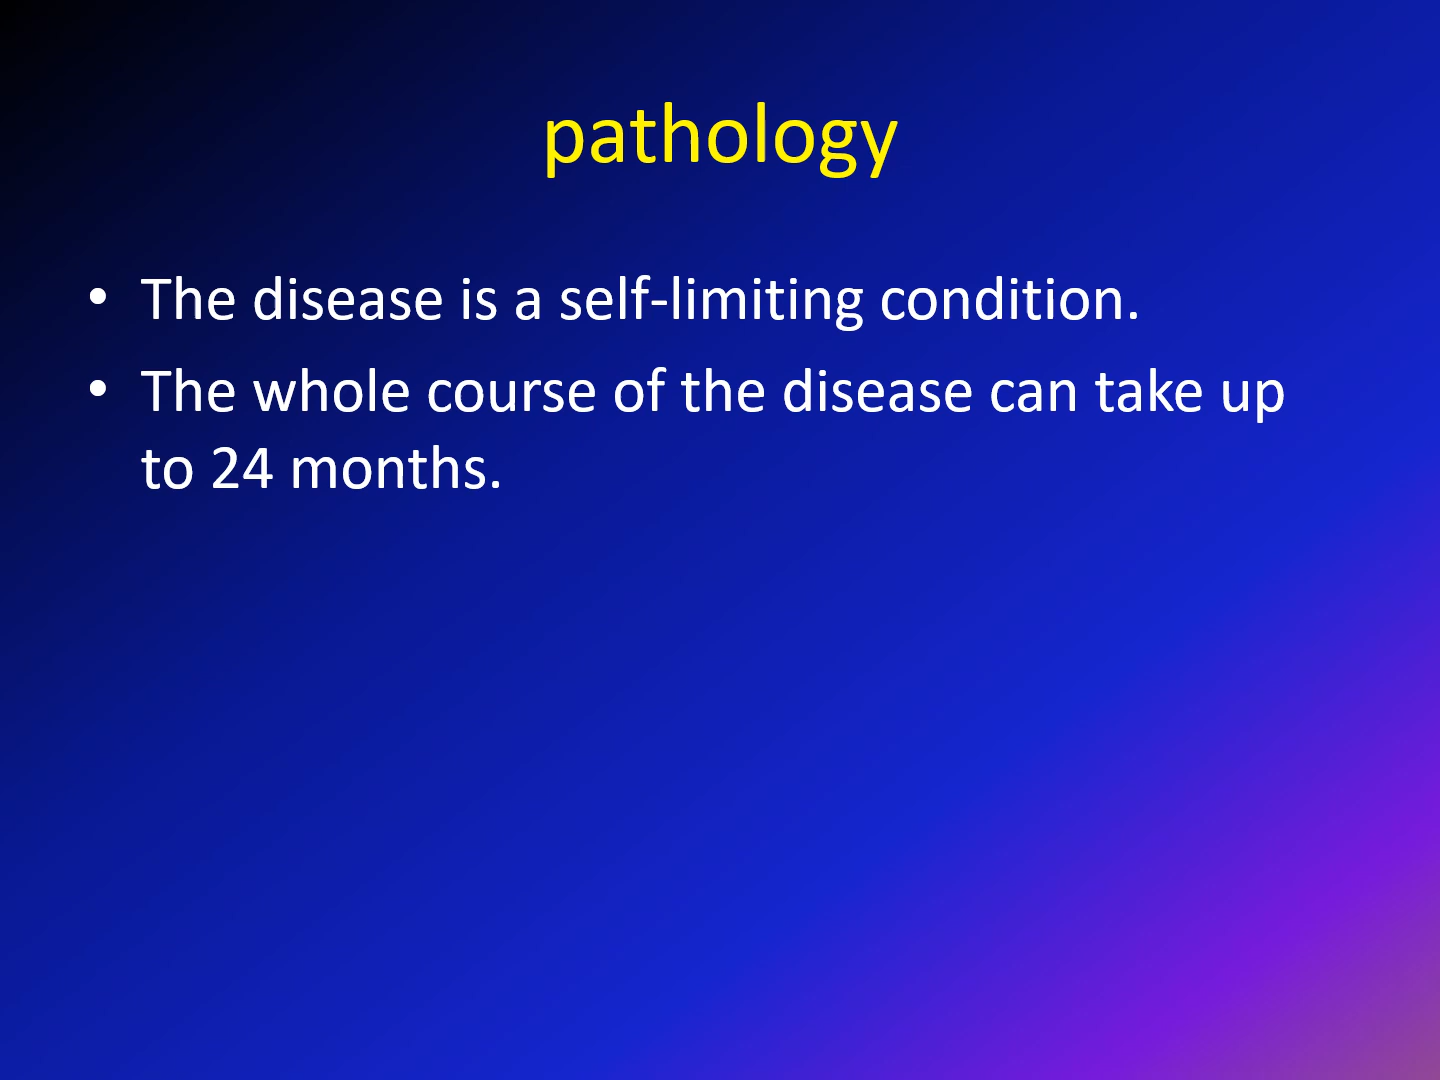 pathology
• The disease is a self-limiting condition.
• The whole course of the disease can take up
to 24 months.